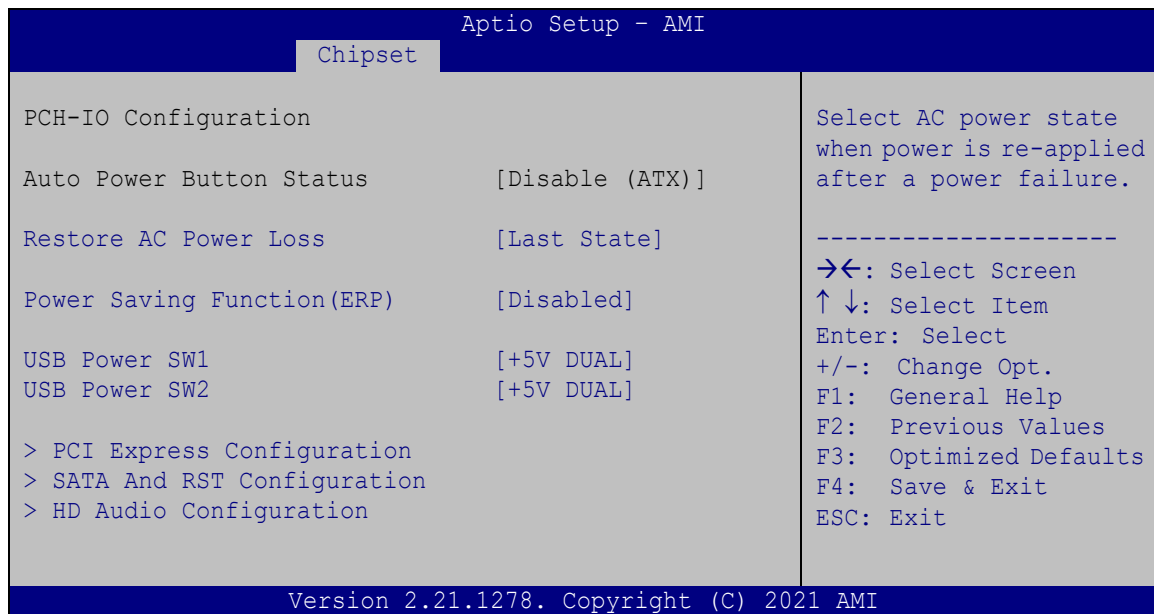 Aptio Setup – AMI
Chipset
PCH-IO Configuration
Auto Power Button Status [Disable (ATX)]
Restore AC Power Loss [Last State]
Power Saving Function(ERP) [Disabled]
USB Power SW1 [+5V DUAL]
USB Power SW2 [+5V DUAL]
> PCI Express Configuration
> SATA And RST Configuration
> HD Audio Configuration
Select AC power state
when power is re-applied
after a power failure.
---------------------
→←: Select Screen
↑ ↓: Select Item
Enter: Select
+/-: Change Opt.
F1: General Help
F2: Previous Values
F3: Optimized Defaults
F4: Save & Exit
ESC: Exit
Version 2.21.1278. Copyright (C) 2021 AMI